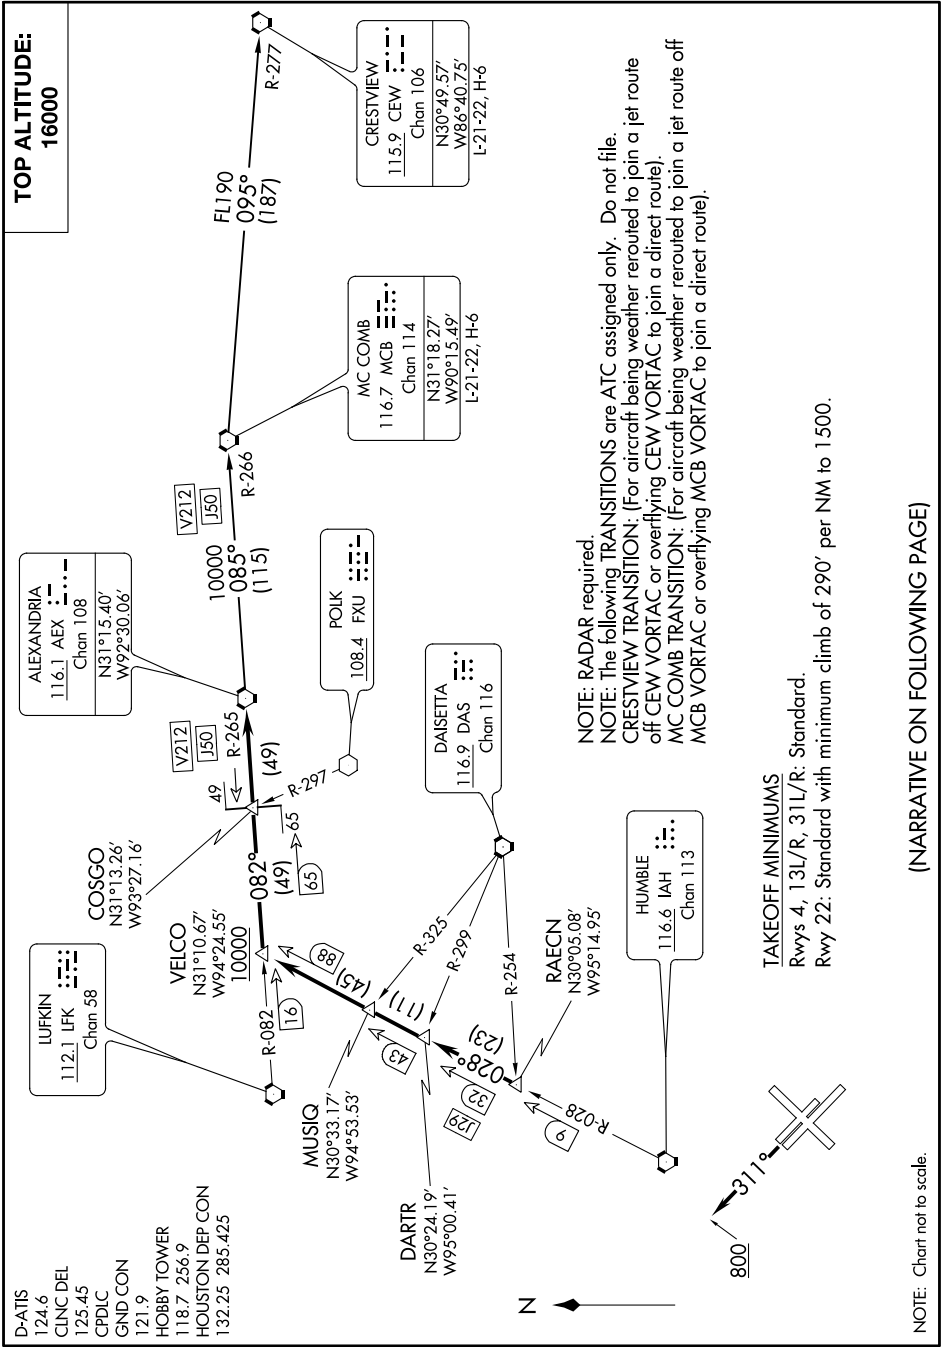 TOP ALTITUDE:
16000
D-ATIS
124.6
CLNC DEL
125.45
CPDLC
GND CON
121.9
HOBBY TOWER
118.7 256.9
HOUSTON DEP CON
132.25 285.425
LUFKIN
112.1 LFK
Chan 58
R-082
16
VELCO
N31°10.67'
W94°24.55'
10000
082°
(49)
65
65
49
COSGO
N31°13.26'
W93°27.16'
V212
J50
R-265
(49)
ALEXANDRIA
116.1 AEX
Chan 108
N31°15.40'
W92°30.06'
10000
085°
(115)
V212
J50
R-266
MC COMB
116.7 MCB
Chan 114
N31°18.27'
W90°15.49'
L-21-22, H-6
FL190
095°
(187)
R-277
CRESTVIEW
115.9 CEW
Chan 106
N30°49.57'
W86°40.75'
L-21-22, H-6
POLK
108.4 FXU
R-297
DAISETTA
116.9 DAS
Chan 116
R-325
R-299
R-254
88
(45)
MUSIQ
N30°33.17'
W94°53.53'
(11)
43
DARTR
N30°24.19'
W95°00.41'
(23)
028°
32
J29
RAECN
N30°05.08'
W95°14.95'
9
R-028
HUMBLE
116.6 IAH
Chan 113
N
311°
800
NOTE: RADAR required.
NOTE: The following TRANSITIONS are ATC assigned only. Do not file.
CRESTVIEW TRANSITION: (For aircraft being weather rerouted to join a jet route
off CEW VORTAC or overflying CEW VORTAC to join a direct route).
MC COMB TRANSITION: (For aircraft being weather rerouted to join a jet route off
MCB VORTAC or overflying MCB VORTAC to join a direct route).
TAKEOFF MINIMUMS
Rwys 4, 13L/R, 31L/R: Standard.
Rwy 22: Standard with minimum climb of 290' per NM to 1500.
(NARRATIVE ON FOLLOWING PAGE)
NOTE: Chart not to scale.